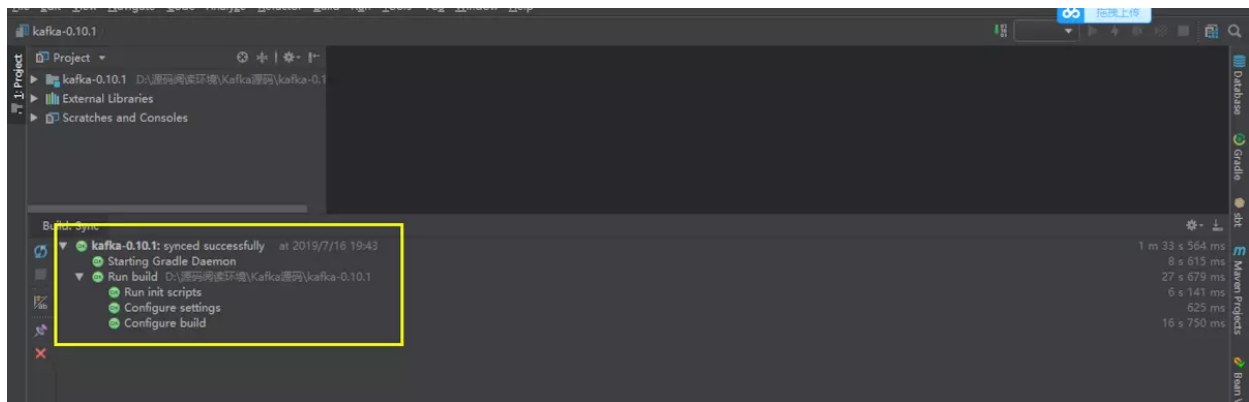 拖拽上传
kafka-0.10.1
1: Project
Project
kafka-0.10.1 D:\源码阅读环境\Kafka源码\kafka-0.1
External Libraries
Scratches and Consoles
Database
Gradle
sbt
Maven Projects
Bean V
Build: Sync
kafka-0.10.1: synced successfully at 2019/7/16 19:43 1 m 33 s 564 ms
Starting Gradle Daemon 8 s 615 ms
Run build D:\源码阅读环境\Kafka源码\kafka-0.10.1 27 s 679 ms
Run init scripts 6 s 141 ms
Configure settings 625 ms
Configure build 16 s 750 ms